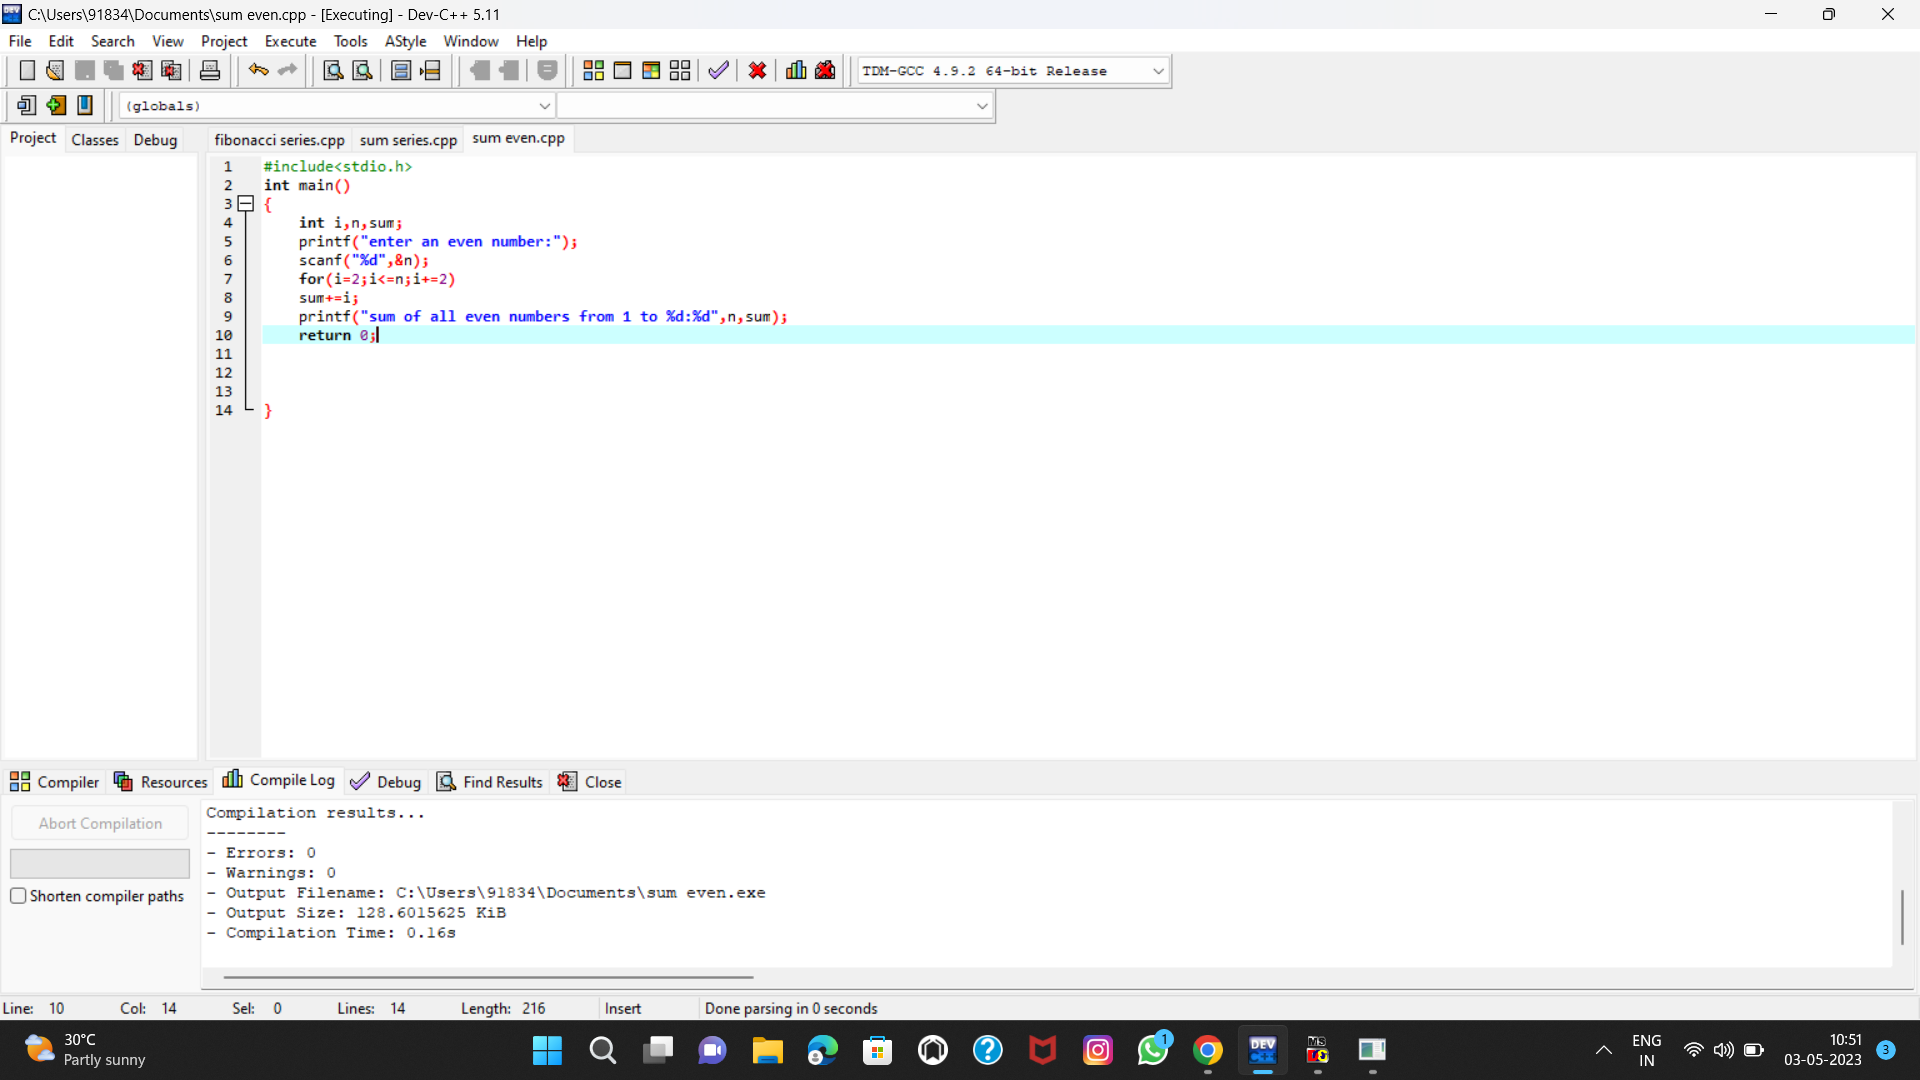 C:\Users\91834\Documents\sum even.cpp - [Executing] - Dev-C++ 5.11
File Edit Search View Project Execute Tools AStyle Window Help
TDM-GCC 4.9.2 64-bit Release
(globals)
Project Classes Debug fibonacci series.cpp sum series.cpp sum even.cpp
1 #include<stdio.h>
2 int main()
3 {
4 int i,n,sum;
5 printf("enter an even number:");
6 scanf("%d",&n);
7 for(i=2;i<=n;i+=2)
8 sum+=i;
9 printf("sum of all even numbers from 1 to %d:%d",n,sum);
10 return 0;
11
12
13
14 }
Compiler Resources Compile Log Debug Find Results Close
Abort Compilation
Shorten compiler paths
Compilation results...
--------
- Errors: 0
- Warnings: 0
- Output Filename: C:\Users\91834\Documents\sum even.exe
- Output Size: 128.6015625 KiB
- Compilation Time: 0.16s
Line: 10 Col: 14 Sel: 0 Lines: 14 Length: 216 Insert Done parsing in 0 seconds
30°C
Partly sunny
1
DEV
C++
MS
ENG
IN
10:51
03-05-2023
3